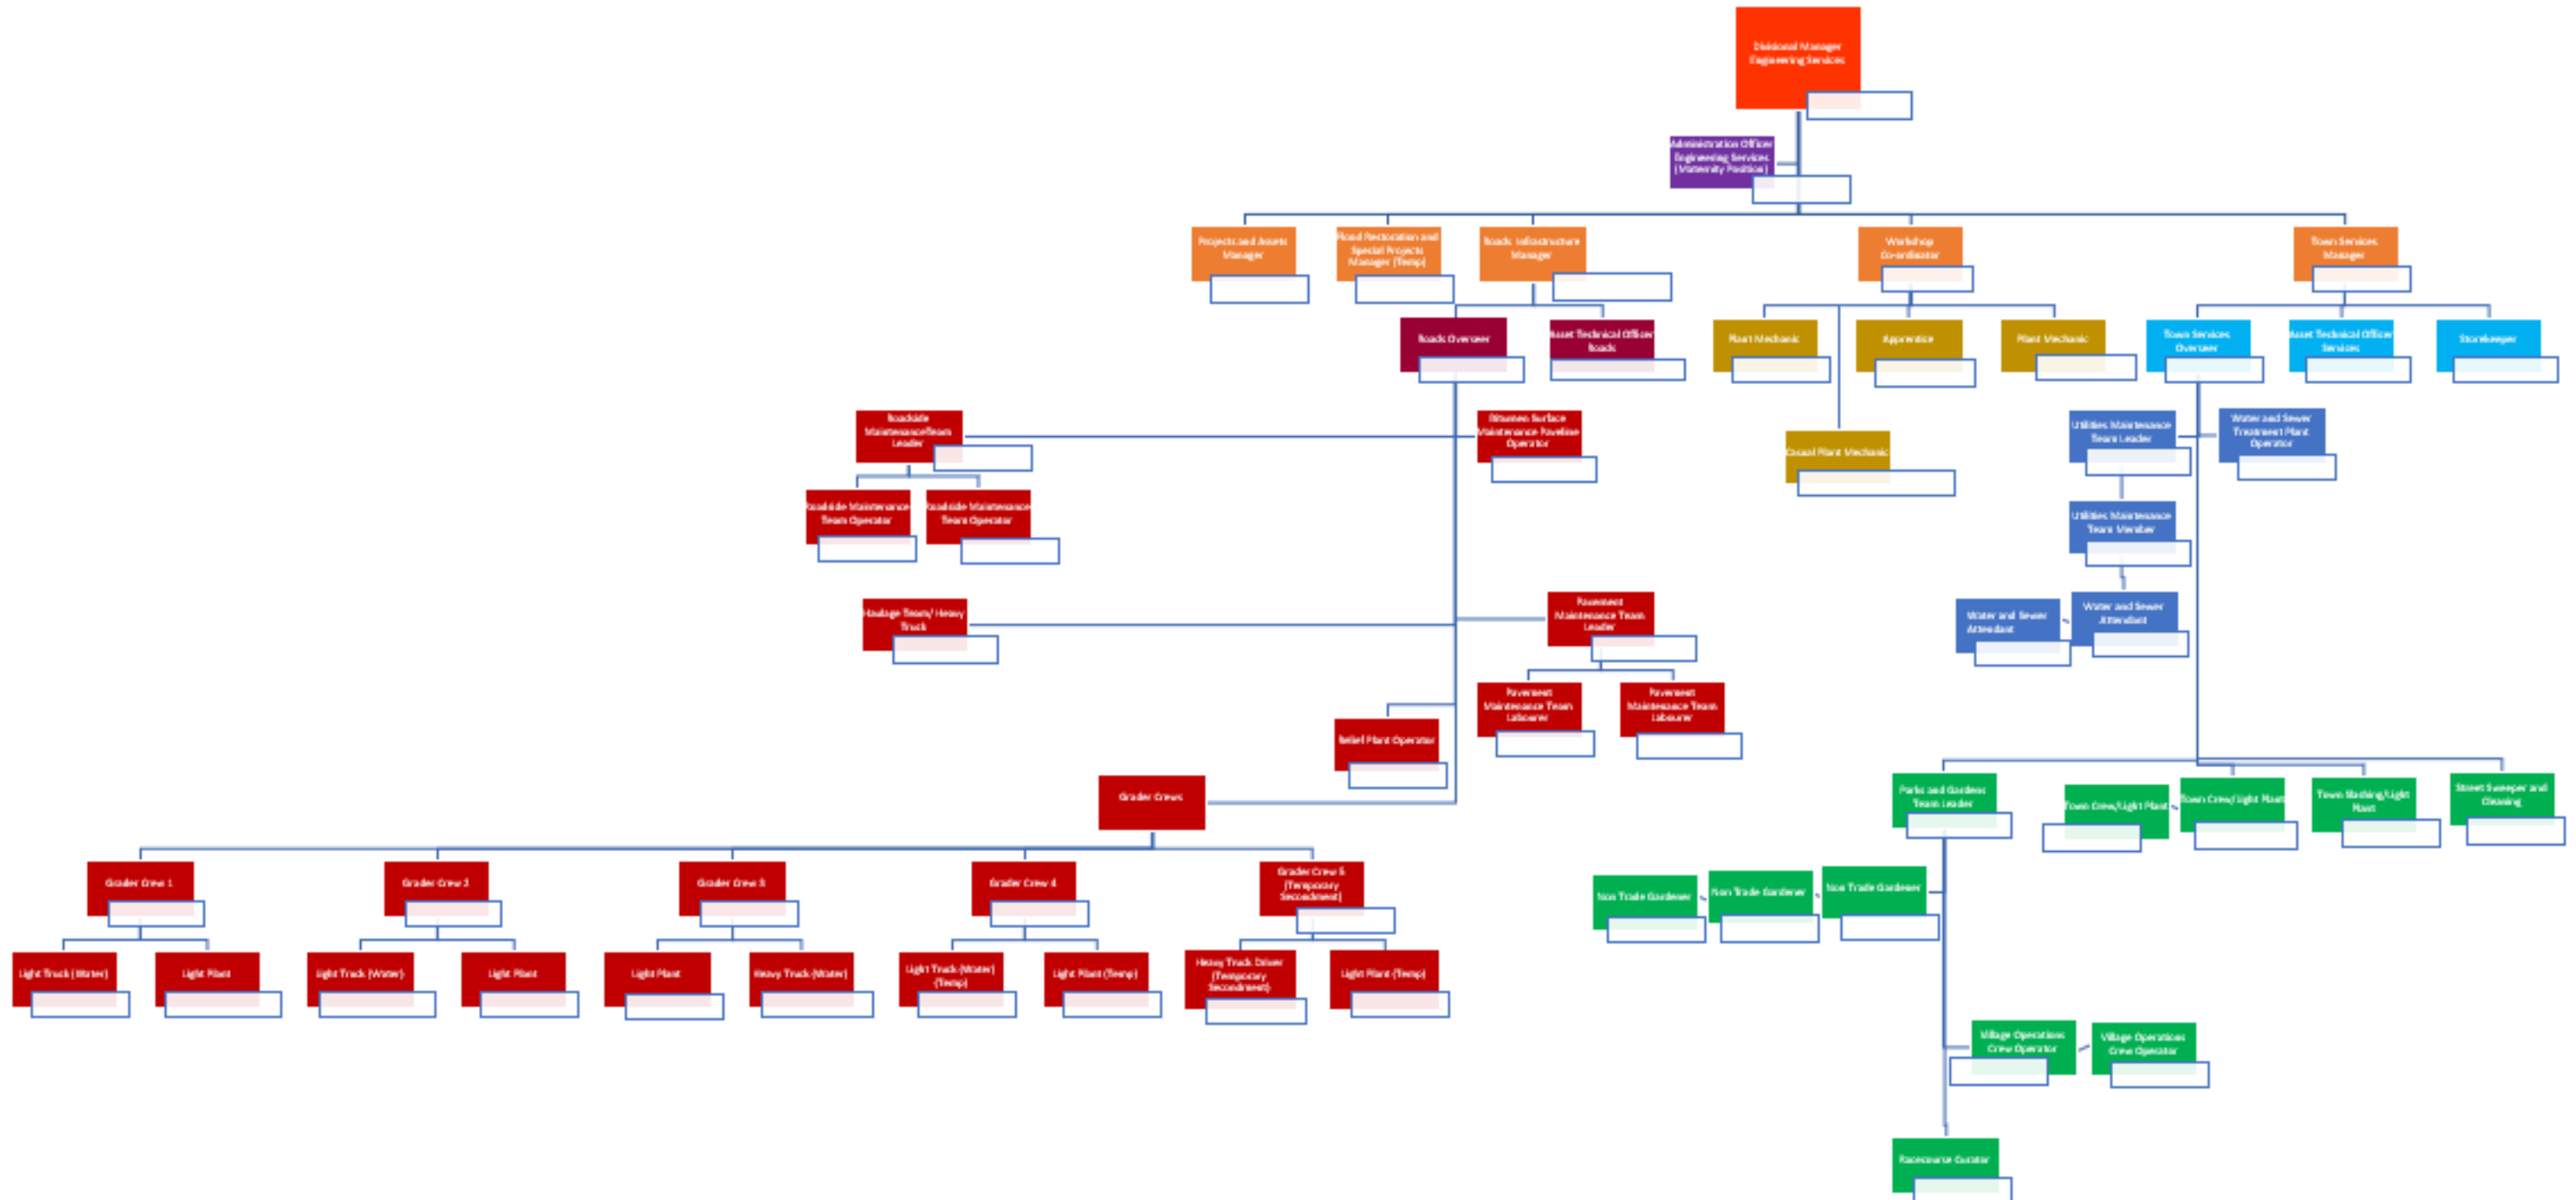 Divisional Manager
Engineering Services
Administration Officer
Engineering Services
(Maternity Position)
Projects and Assets
Manager
Flood Restoration and
Special Projects
Manager (Temp)
Roads Infrastructure
Manager
Workshop
Co-ordinator
Town Services
Manager
Roads Overseer
Asset Technical Officer
Roads
Plant Mechanic
Apprentice
Plant Mechanic
Town Services
Overseer
Asset Technical Officer
Services
Storekeeper
Roadside
MaintenanceTeam
Leader
Bitumen Surface
Maintenance Paveline
Operator
Casual Plant Mechanic
Utilities Maintenance
Team Leader
Water and Sewer
Treatment Plant
Operator
Roadside Maintenance
Team Operator
Roadside Maintenance
Team Operator
Utilities Maintenance
Team Member
Haulage Team/ Heavy
Truck
Pavement
Maintenance Team
Leader
Water and Sewer
Attendant
Water and Sewer
Attendant
Pavement
Maintenance Team
Labourer
Pavement
Maintenance Team
Labourer
Relief Plant Operator
Grader Crews
Parks and Gardens
Team Leader
Town Crew/Light Plant
Town Crew/Light Plant
Town Slashing/Light
Plant
Street Sweeper and
Cleaning
Grader Crew 1
Grader Crew 2
Grader Crew 3
Grader Crew 4
Grader Crew 5
(Temporary
Secondment)
Non Trade Gardener
Non Trade Gardener
Non Trade Gardener
Light Truck (Water)
Light Plant
Light Truck (Water)
Light Plant
Light Plant
Heavy Truck (Water)
Light Truck (Water)
(Temp)
Light Plant (Temp)
Heavy Truck Driver
(Temporary
Secondment)
Light Plant (Temp)
Village Operations
Crew Operator
Village Operations
Crew Operator
Racecourse Curator